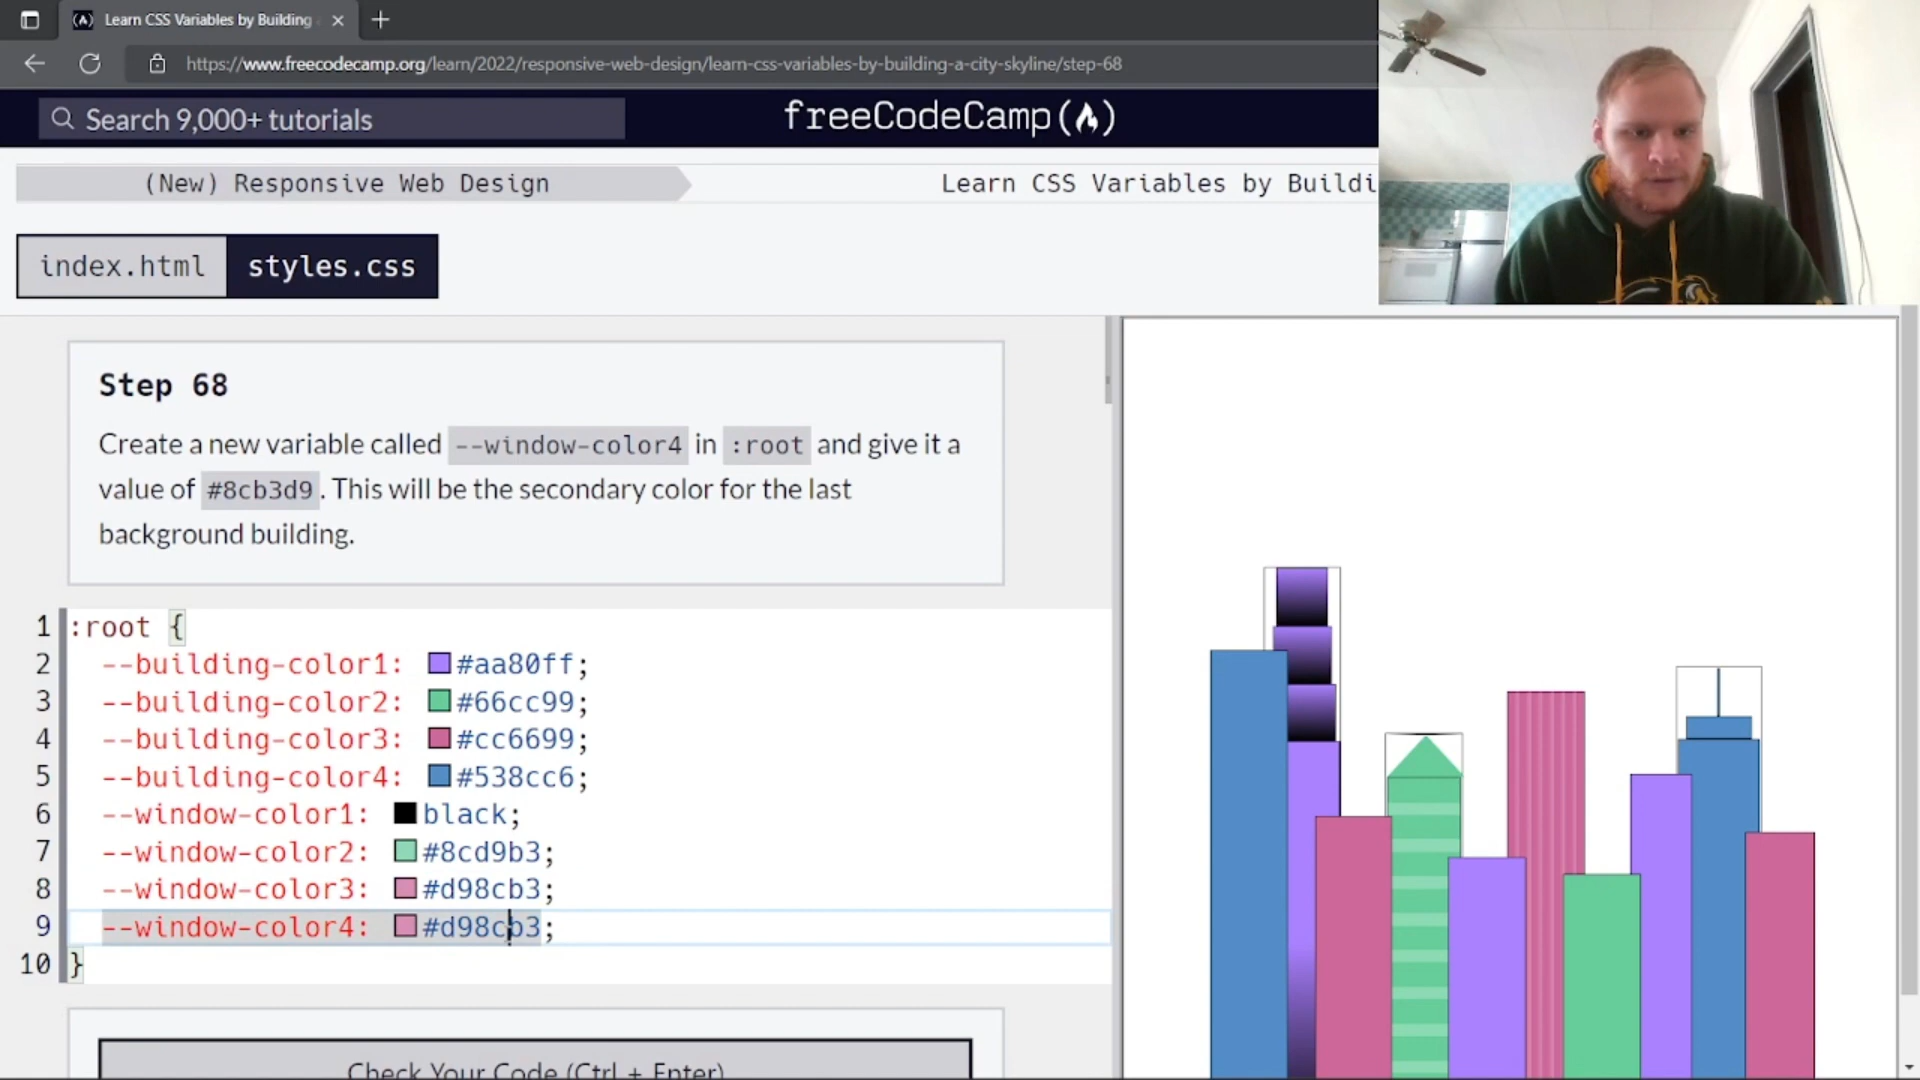 Learn CSS Variables by Building
https://www.freecodecamp.org/learn/2022/responsive-web-design/learn-css-variables-by-building-a-city-skyline/step-68
Search 9,000+ tutorials
freeCodeCamp
(New) Responsive Web Design
Learn CSS Variables by Buildi
index.html
styles.css
Step 68
Create a new variable called --window-color4 in :root and give it a
value of #8cb3d9. This will be the secondary color for the last
background building.
1 :root {
2 --building-color1: #aa80ff;
3 --building-color2: #66cc99;
4 --building-color3: #cc6699;
5 --building-color4: #538cc6;
6 --window-color1: black;
7 --window-color2: #8cd9b3;
8 --window-color3: #d98cb3;
9 --window-color4: #d98cb3;
10 }
Check Your Code (Ctrl + Enter)